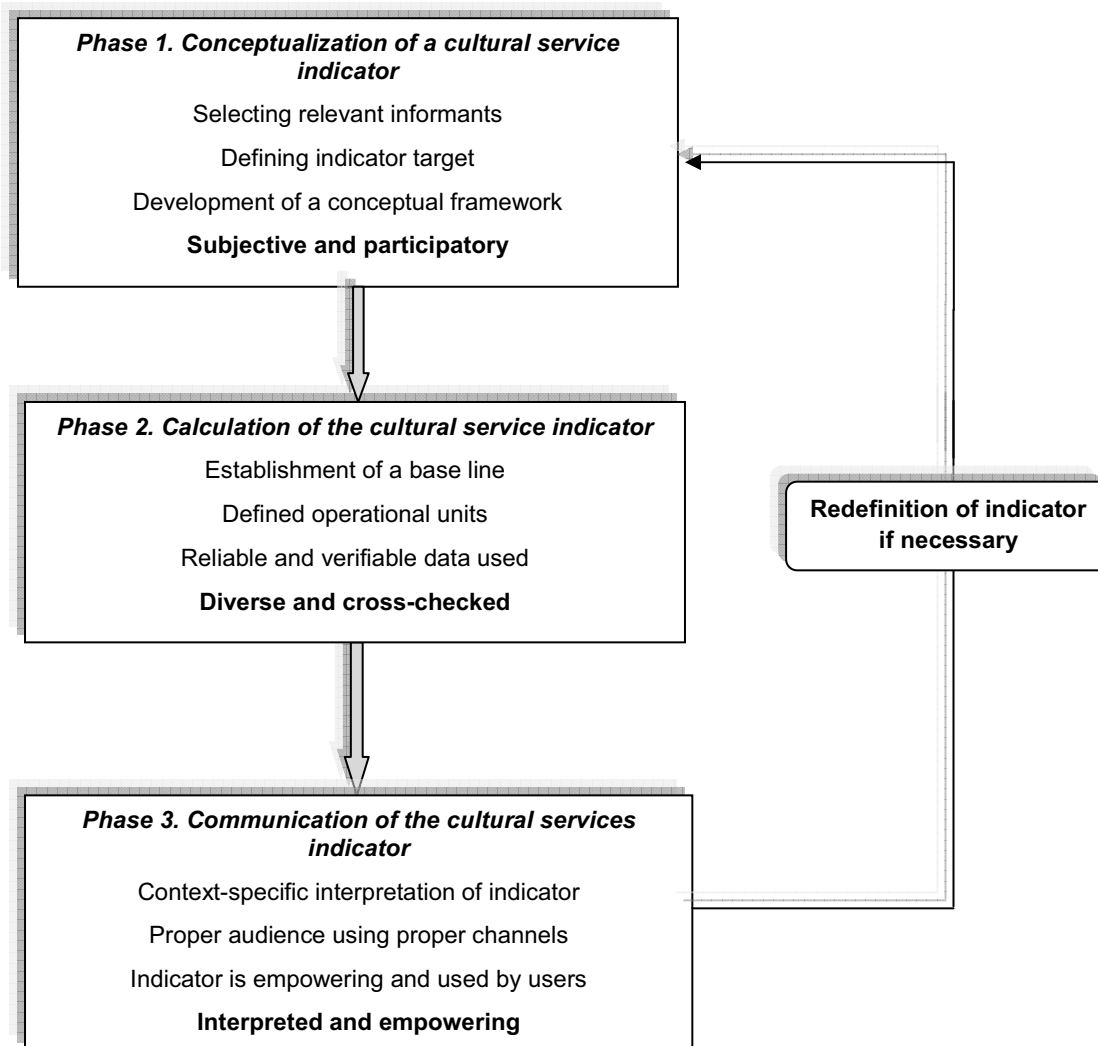 Phase 1. Conceptualization of a cultural service
indicator
Selecting relevant informants
Defining indicator target
Development of a conceptual framework
Subjective and participatory
Phase 2. Calculation of the cultural service indicator
Establishment of a base line
Defined operational units
Reliable and verifiable data used
Diverse and cross-checked
Redefinition of indicator
if necessary
Phase 3. Communication of the cultural services
indicator
Context-specific interpretation of indicator
Proper audience using proper channels
Indicator is empowering and used by users
Interpreted and empowering